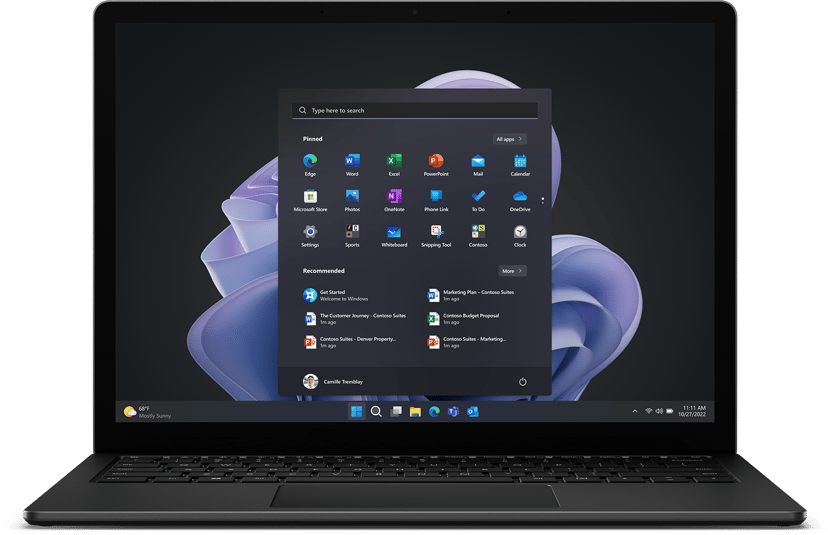 Type here to search
Pinned
All apps >
Edge Word Excel PowerPoint Mail Calendar
Microsoft Store Photos OneNote Phone Link To Do OneDrive
Settings Sports Whiteboard Snipping Tool Contoso Clock
Recommended
More >
Get Started
Welcome to Windows
Marketing Plan – Contoso Suites
1m ago
The Customer Journey - Contoso Suites
1m ago
Contoso Budget Proposal
1m ago
Contoso Suites - Denver Property...
1m ago
Contoso Suites - Marketing...
1m ago
Camille Tremblay
68°F
Mostly Sunny
11:11 AM
10/27/2022